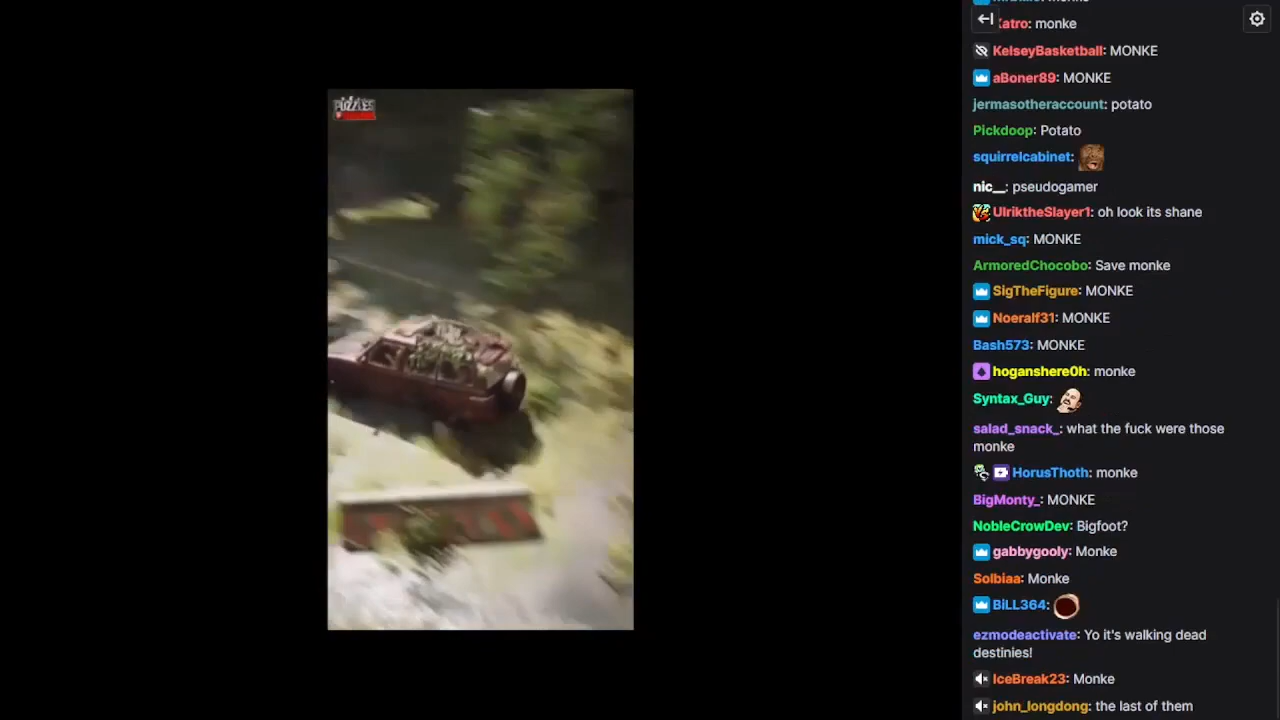 PUZZLES
Katro: monke
KelseyBasketball: MONKE
aBoner89: MONKE
jermasotheraccount: potato
Pickdoop: Potato
squirrelcabinet:
nic__: pseudogamer
UlriktheSlayer1: oh look its shane
mick_sq: MONKE
ArmoredChocobo: Save monke
SigTheFigure: MONKE
Noeralf31: MONKE
Bash573: MONKE
hoganshere0h: monke
Syntax_Guy:
salad_snack_: what the fuck were those
monke
HorusThoth: monke
BigMonty_: MONKE
NobleCrowDev: Bigfoot?
gabbygooly: Monke
Solbiaa: Monke
BiLL364:
ezmodeactivate: Yo it's walking dead
destinies!
IceBreak23: Monke
john_longdong: the last of them